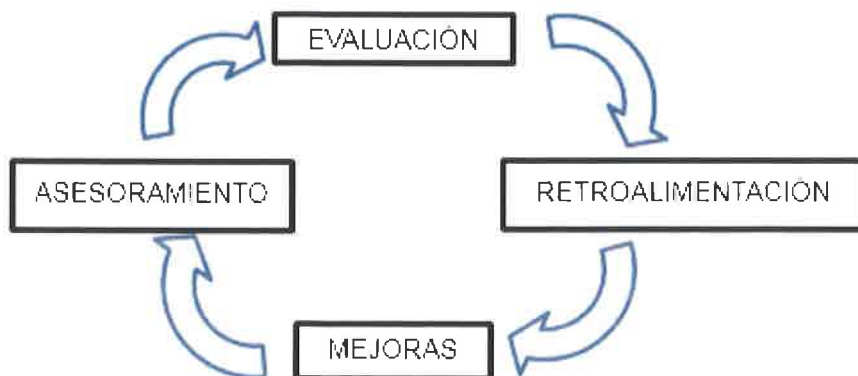 EVALUACIÓN
ASESORAMIENTO
RETROALIMENTACIÓN
MEJORAS